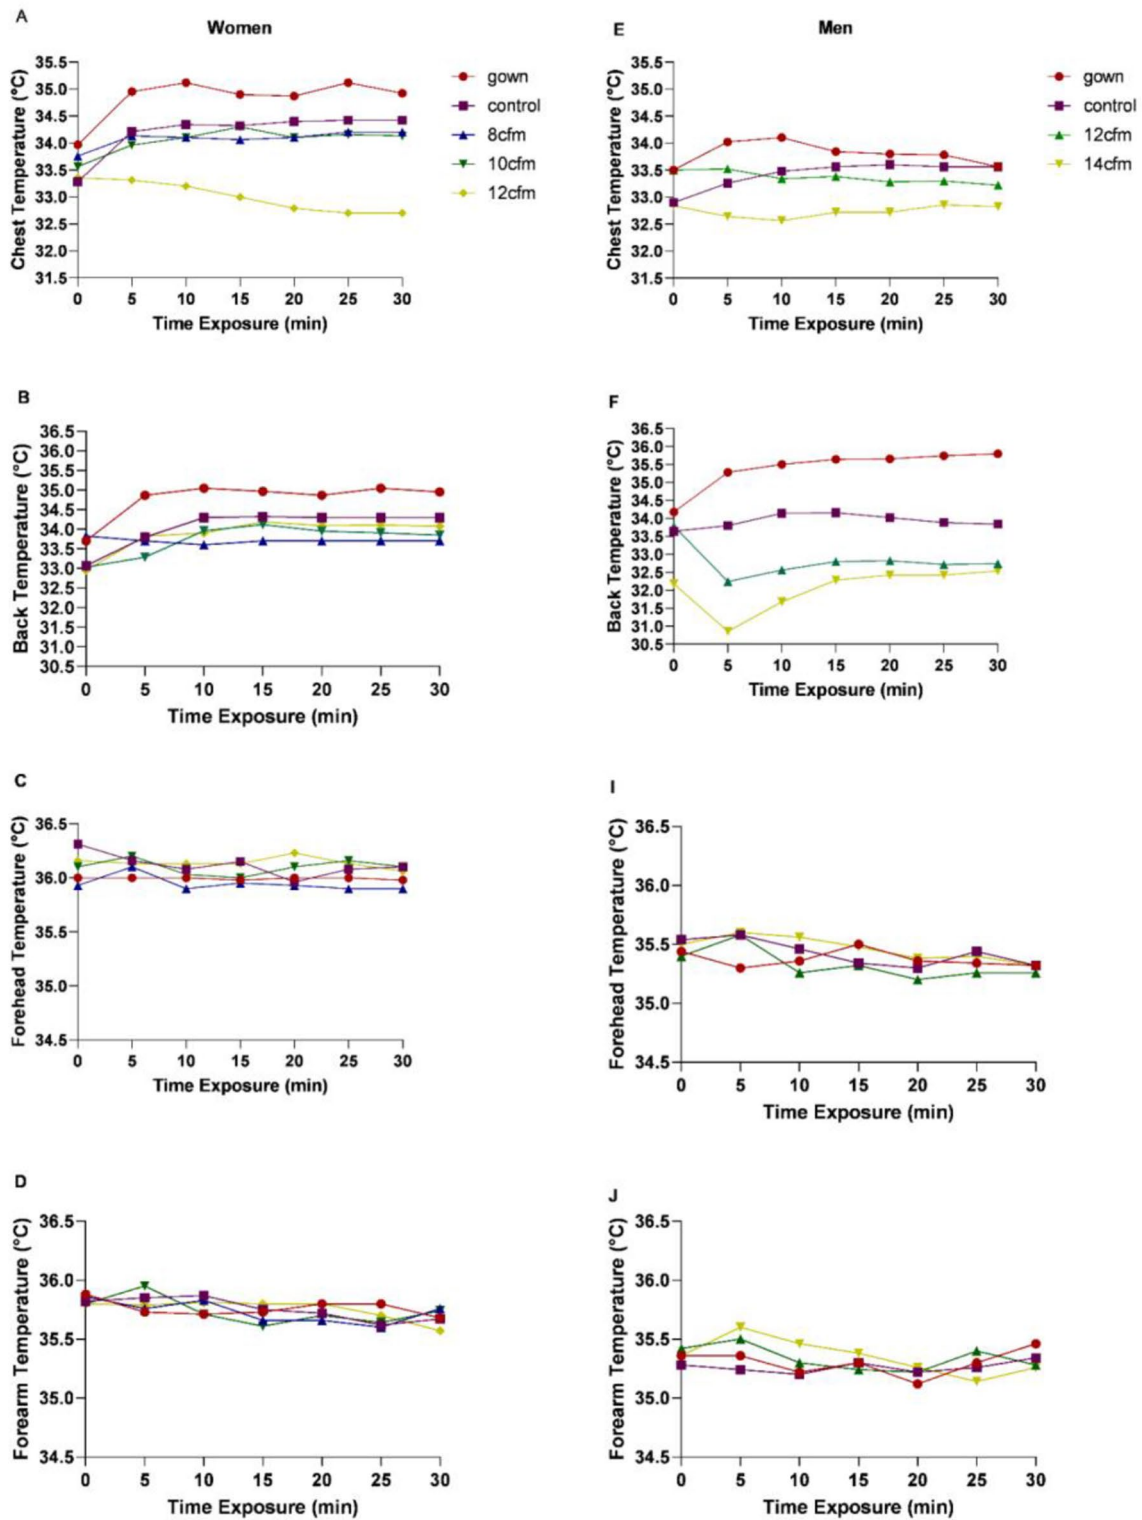 A
Women
35.5
35.0
34.5
34.0
33.5
33.0
32.5
32.0
31.5
Chest Temperature (°C)
0 5 10 15 20 25 30
Time Exposure (min)
gown
control
8cfm
10cfm
12cfm
E
Men
35.5
35.0
34.5
34.0
33.5
33.0
32.5
32.0
31.5
Chest Temperature (°C)
0 5 10 15 20 25 30
Time Exposure (min)
gown
control
12cfm
14cfm
B
36.5
36.0
35.5
35.0
34.5
34.0
33.5
33.0
32.5
32.0
31.5
31.0
30.5
Back Temperature (°C)
0 5 10 15 20 25 30
Time Exposure (min)
F
36.5
36.0
35.5
35.0
34.5
34.0
33.5
33.0
32.5
32.0
31.5
31.0
30.5
Back Temperature (°C)
0 5 10 15 20 25 30
Time Exposure (min)
C
36.5
36.0
35.5
35.0
34.5
Forehead Temperature (°C)
0 5 10 15 20 25 30
Time Exposure (min)
I
36.5
36.0
35.5
35.0
34.5
Forehead Temperature (°C)
0 5 10 15 20 25 30
Time Exposure (min)
D
36.5
36.0
35.5
35.0
34.5
Forearm Temperature (°C)
0 5 10 15 20 25 30
Time Exposure (min)
J
36.5
36.0
35.5
35.0
34.5
Forearm Temperature (°C)
0 5 10 15 20 25 30
Time Exposure (min)